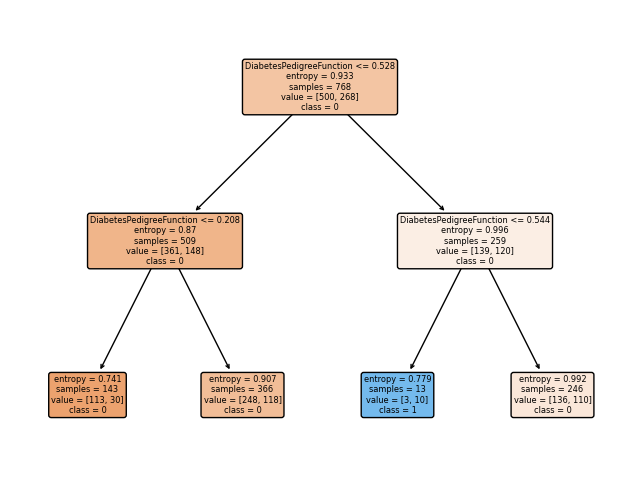 DiabetesPedigreeFunction <= 0.528
entropy = 0.933
samples = 768
value = [500, 268]
class = 0
DiabetesPedigreeFunction <= 0.208
entropy = 0.87
samples = 509
value = [361, 148]
class = 0
DiabetesPedigreeFunction <= 0.544
entropy = 0.996
samples = 259
value = [139, 120]
class = 0
entropy = 0.741
samples = 143
value = [113, 30]
class = 0
entropy = 0.907
samples = 366
value = [248, 118]
class = 0
entropy = 0.779
samples = 13
value = [3, 10]
class = 1
entropy = 0.992
samples = 246
value = [136, 110]
class = 0